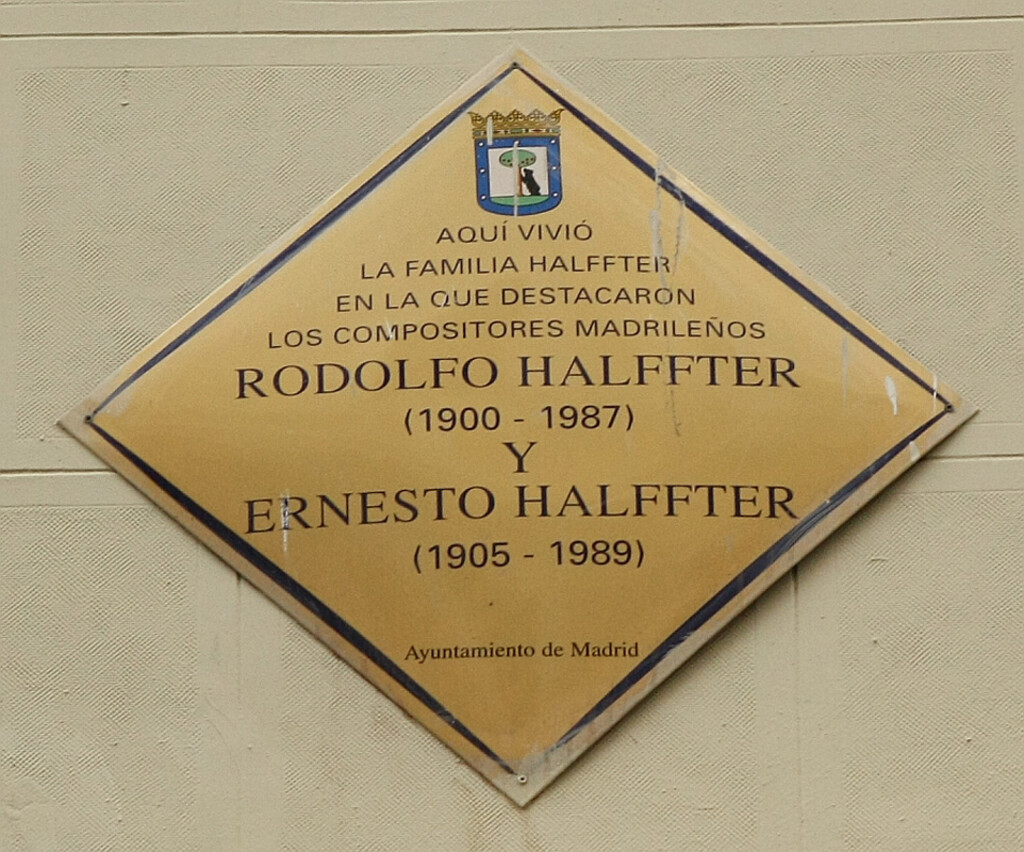 AQUÍ VIVIÓ
LA FAMILIA HALFFTER
EN LA QUE DESTACARON
LOS COMPOSITORES MADRILEÑOS
RODOLFO HALFFTER
(1900 - 1987)
Y
ERNESTO HALFFTER
(1905 - 1989)
Ayuntamiento de Madrid